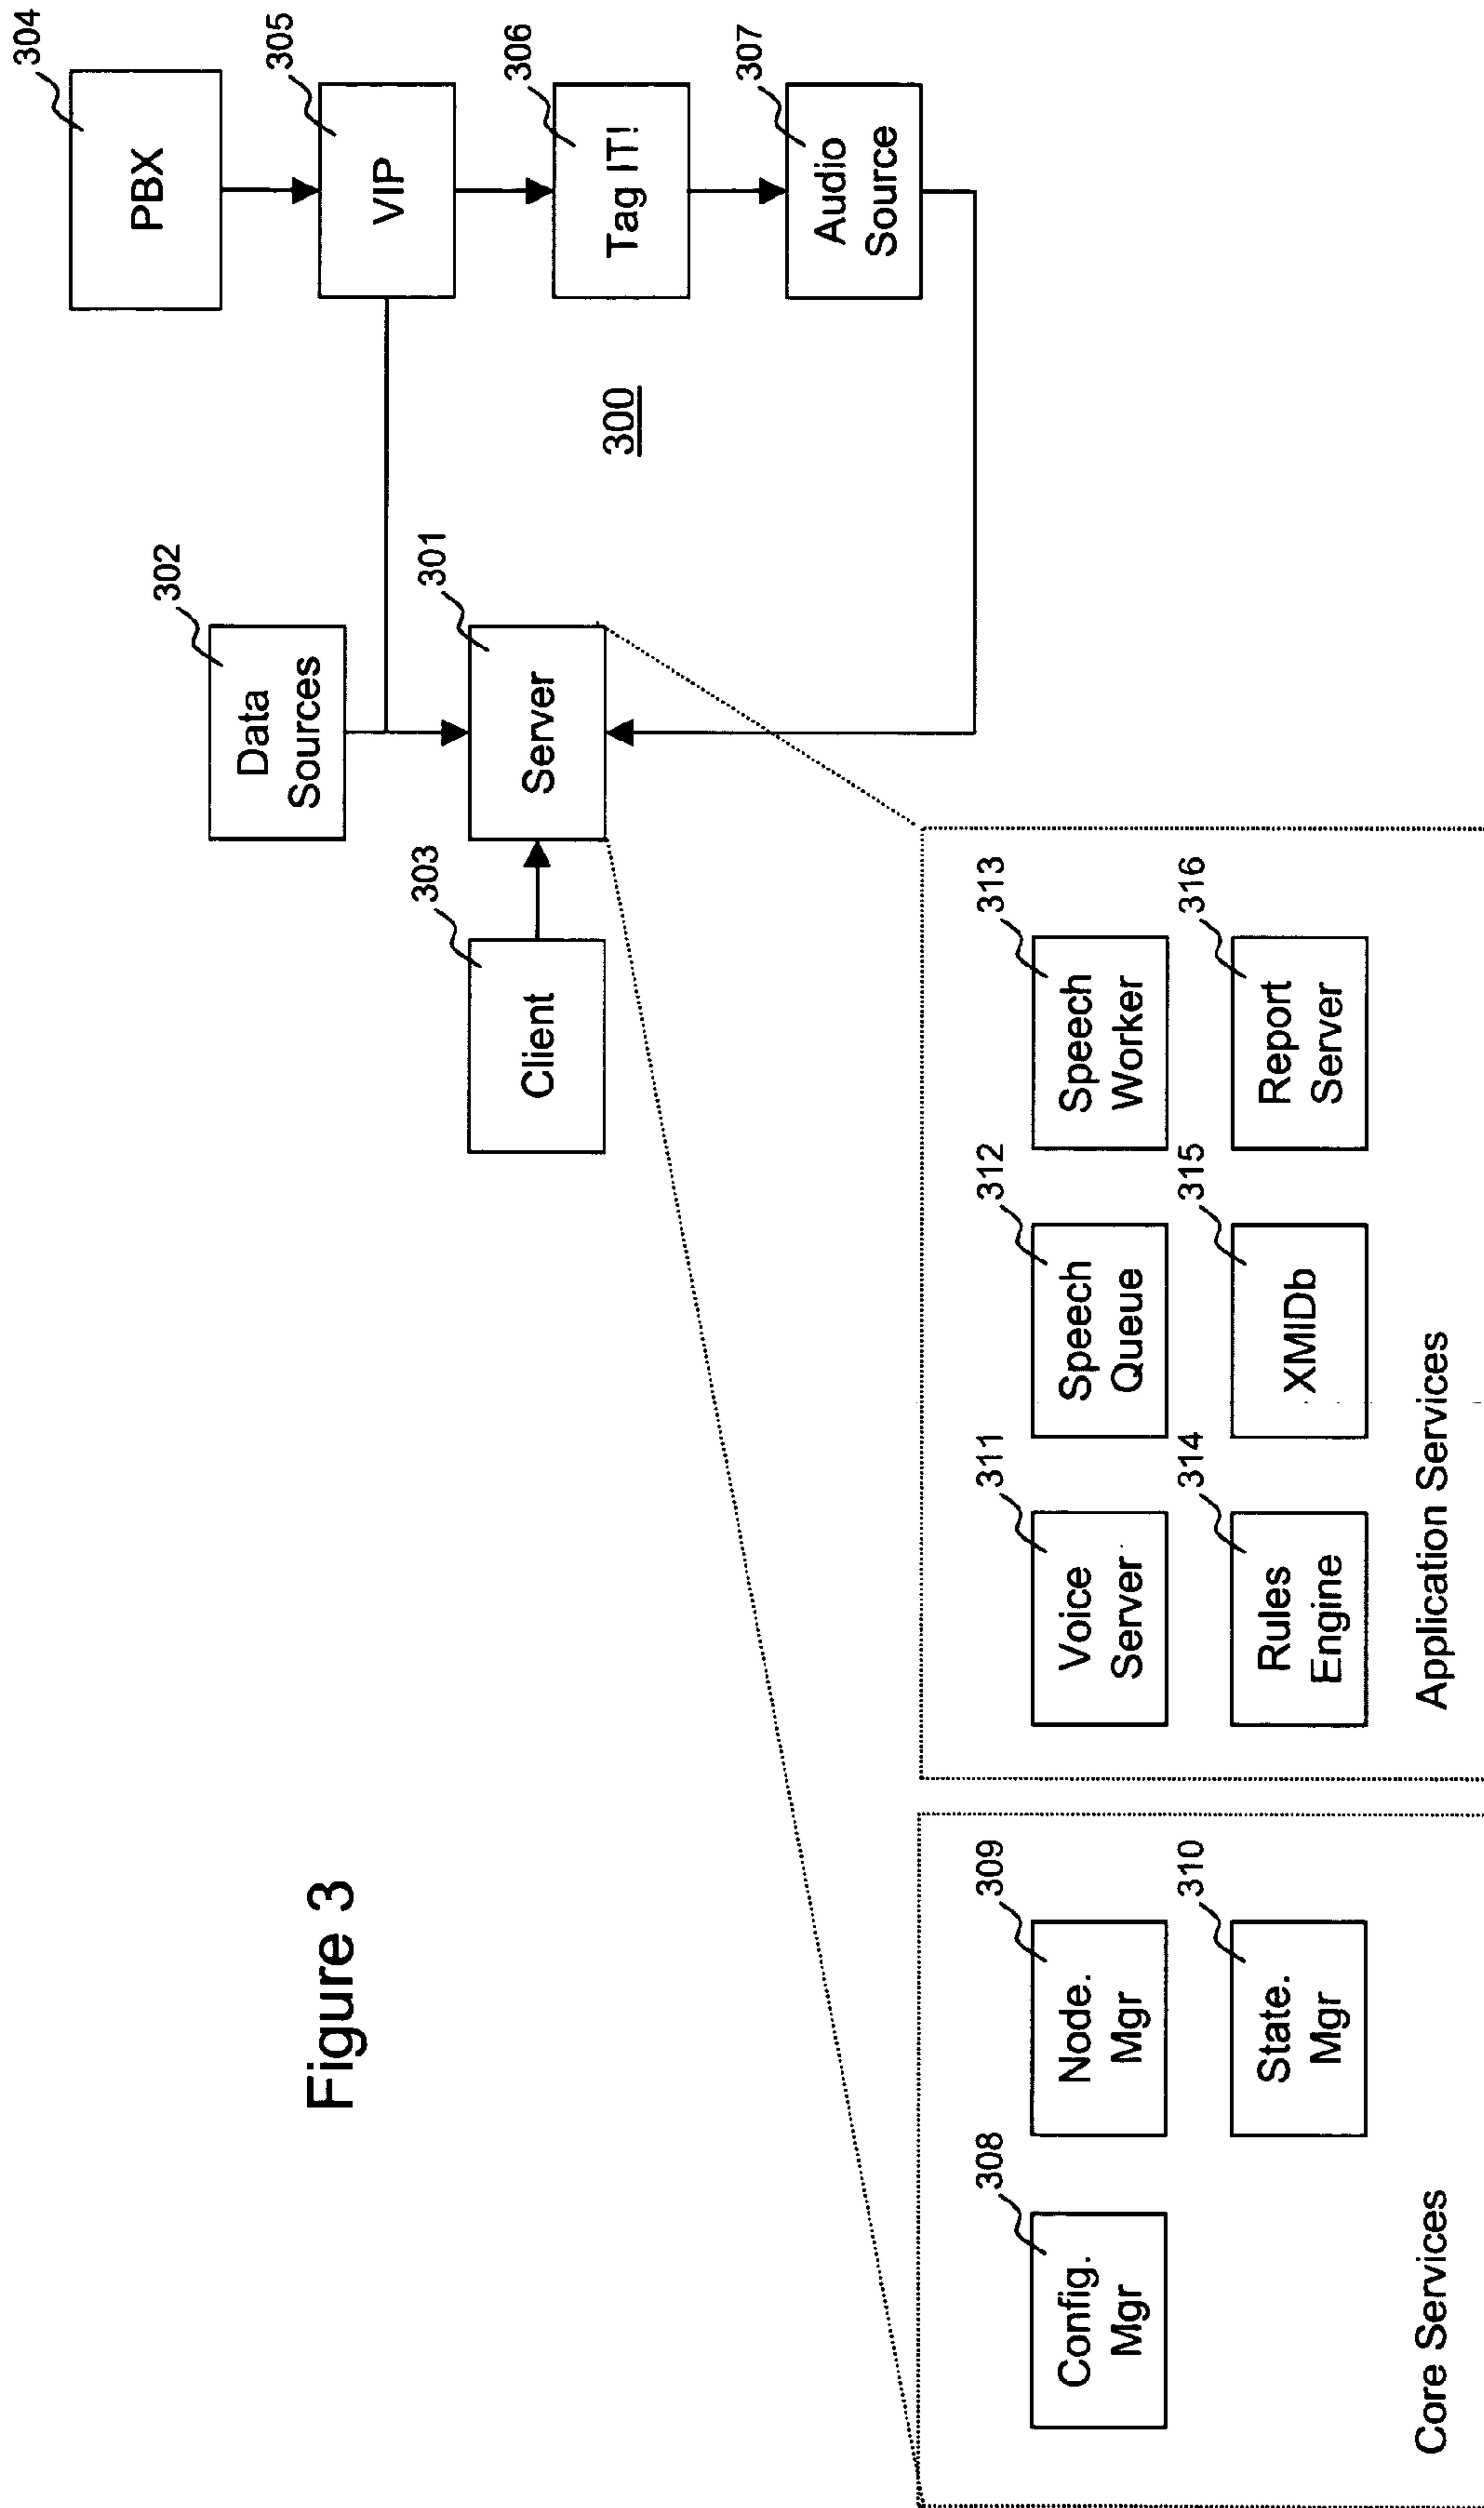 Figure 3
304
PBX
305
VIP
306
Tag IT!
307
Audio
Source
302
Data
Sources
301
Server
303
Client
300
308
Config.
Mgr
309
Node.
Mgr
310
State.
Mgr
Core Services
311
Voice
Server
312
Speech
Queue
313
Speech
Worker
314
Rules
Engine
315
XMIDb
316
Report
Server
Application Services